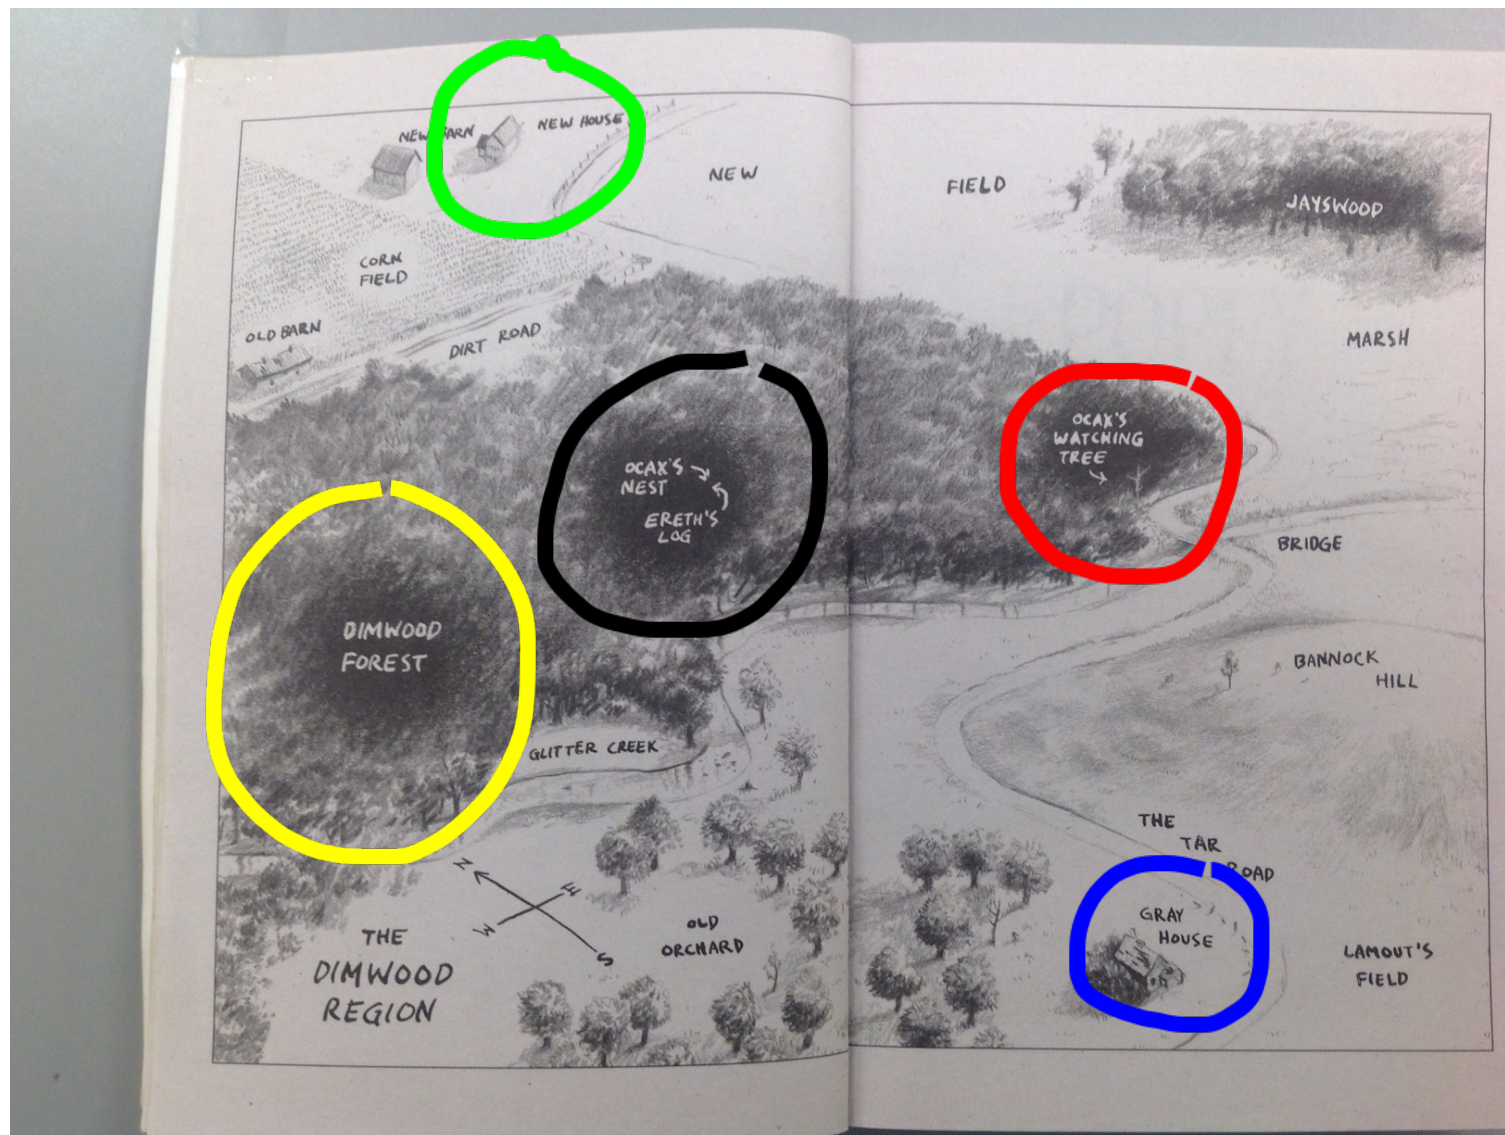 NEW BARN
NEW HOUSE
NEW
FIELD
JAYSWOOD
CORN
FIELD
OLD BARN
DIRT ROAD
MARSH
OCAX'S
WATCHING
TREE
OCAX'S
NEST
ERETH'S
LOG
BRIDGE
DIMWOOD
FOREST
BANNOCK
HILL
GLITTER CREEK
THE
TAR
ROAD
N
E
W
S
GRAY
HOUSE
OLD
ORCHARD
LAMOUT'S
FIELD
THE
DIMWOOD
REGION